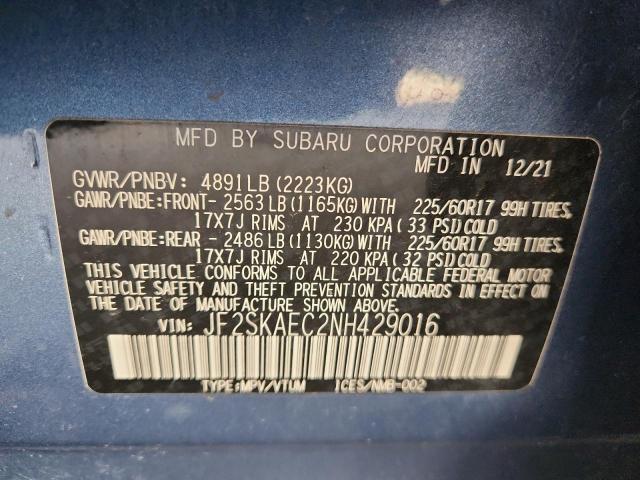 MFD BY SUBARU CORPORATION
MFD IN 12/21
GVWR/PNBV: 4891LB (2223KG)
GAWR/PNBE:FRONT- 2563LB (1165KG)WITH 225/60R17 99H TIRES,
17X7J RIMS AT 230 KPA ( 33 PSI)COLD
GAWR/PNBE:REAR - 2486LB (1130KG)WITH 225/60R17 99H TIRES,
17X7J RIMS AT 220 KPA ( 32 PSI)COLD
THIS VEHICLE CONFORMS TO ALL APPLICABLE FEDERAL MOTOR
VEHICLE SAFETY AND THEFT PREVENTION STANDARDS IN EFFECT
ON THE DATE OF MANUFACTURE SHOWN ABOVE.
VIN: JF2SKAEC2NH429016
TYPE:MPV/VTUM ICES/NMB-002